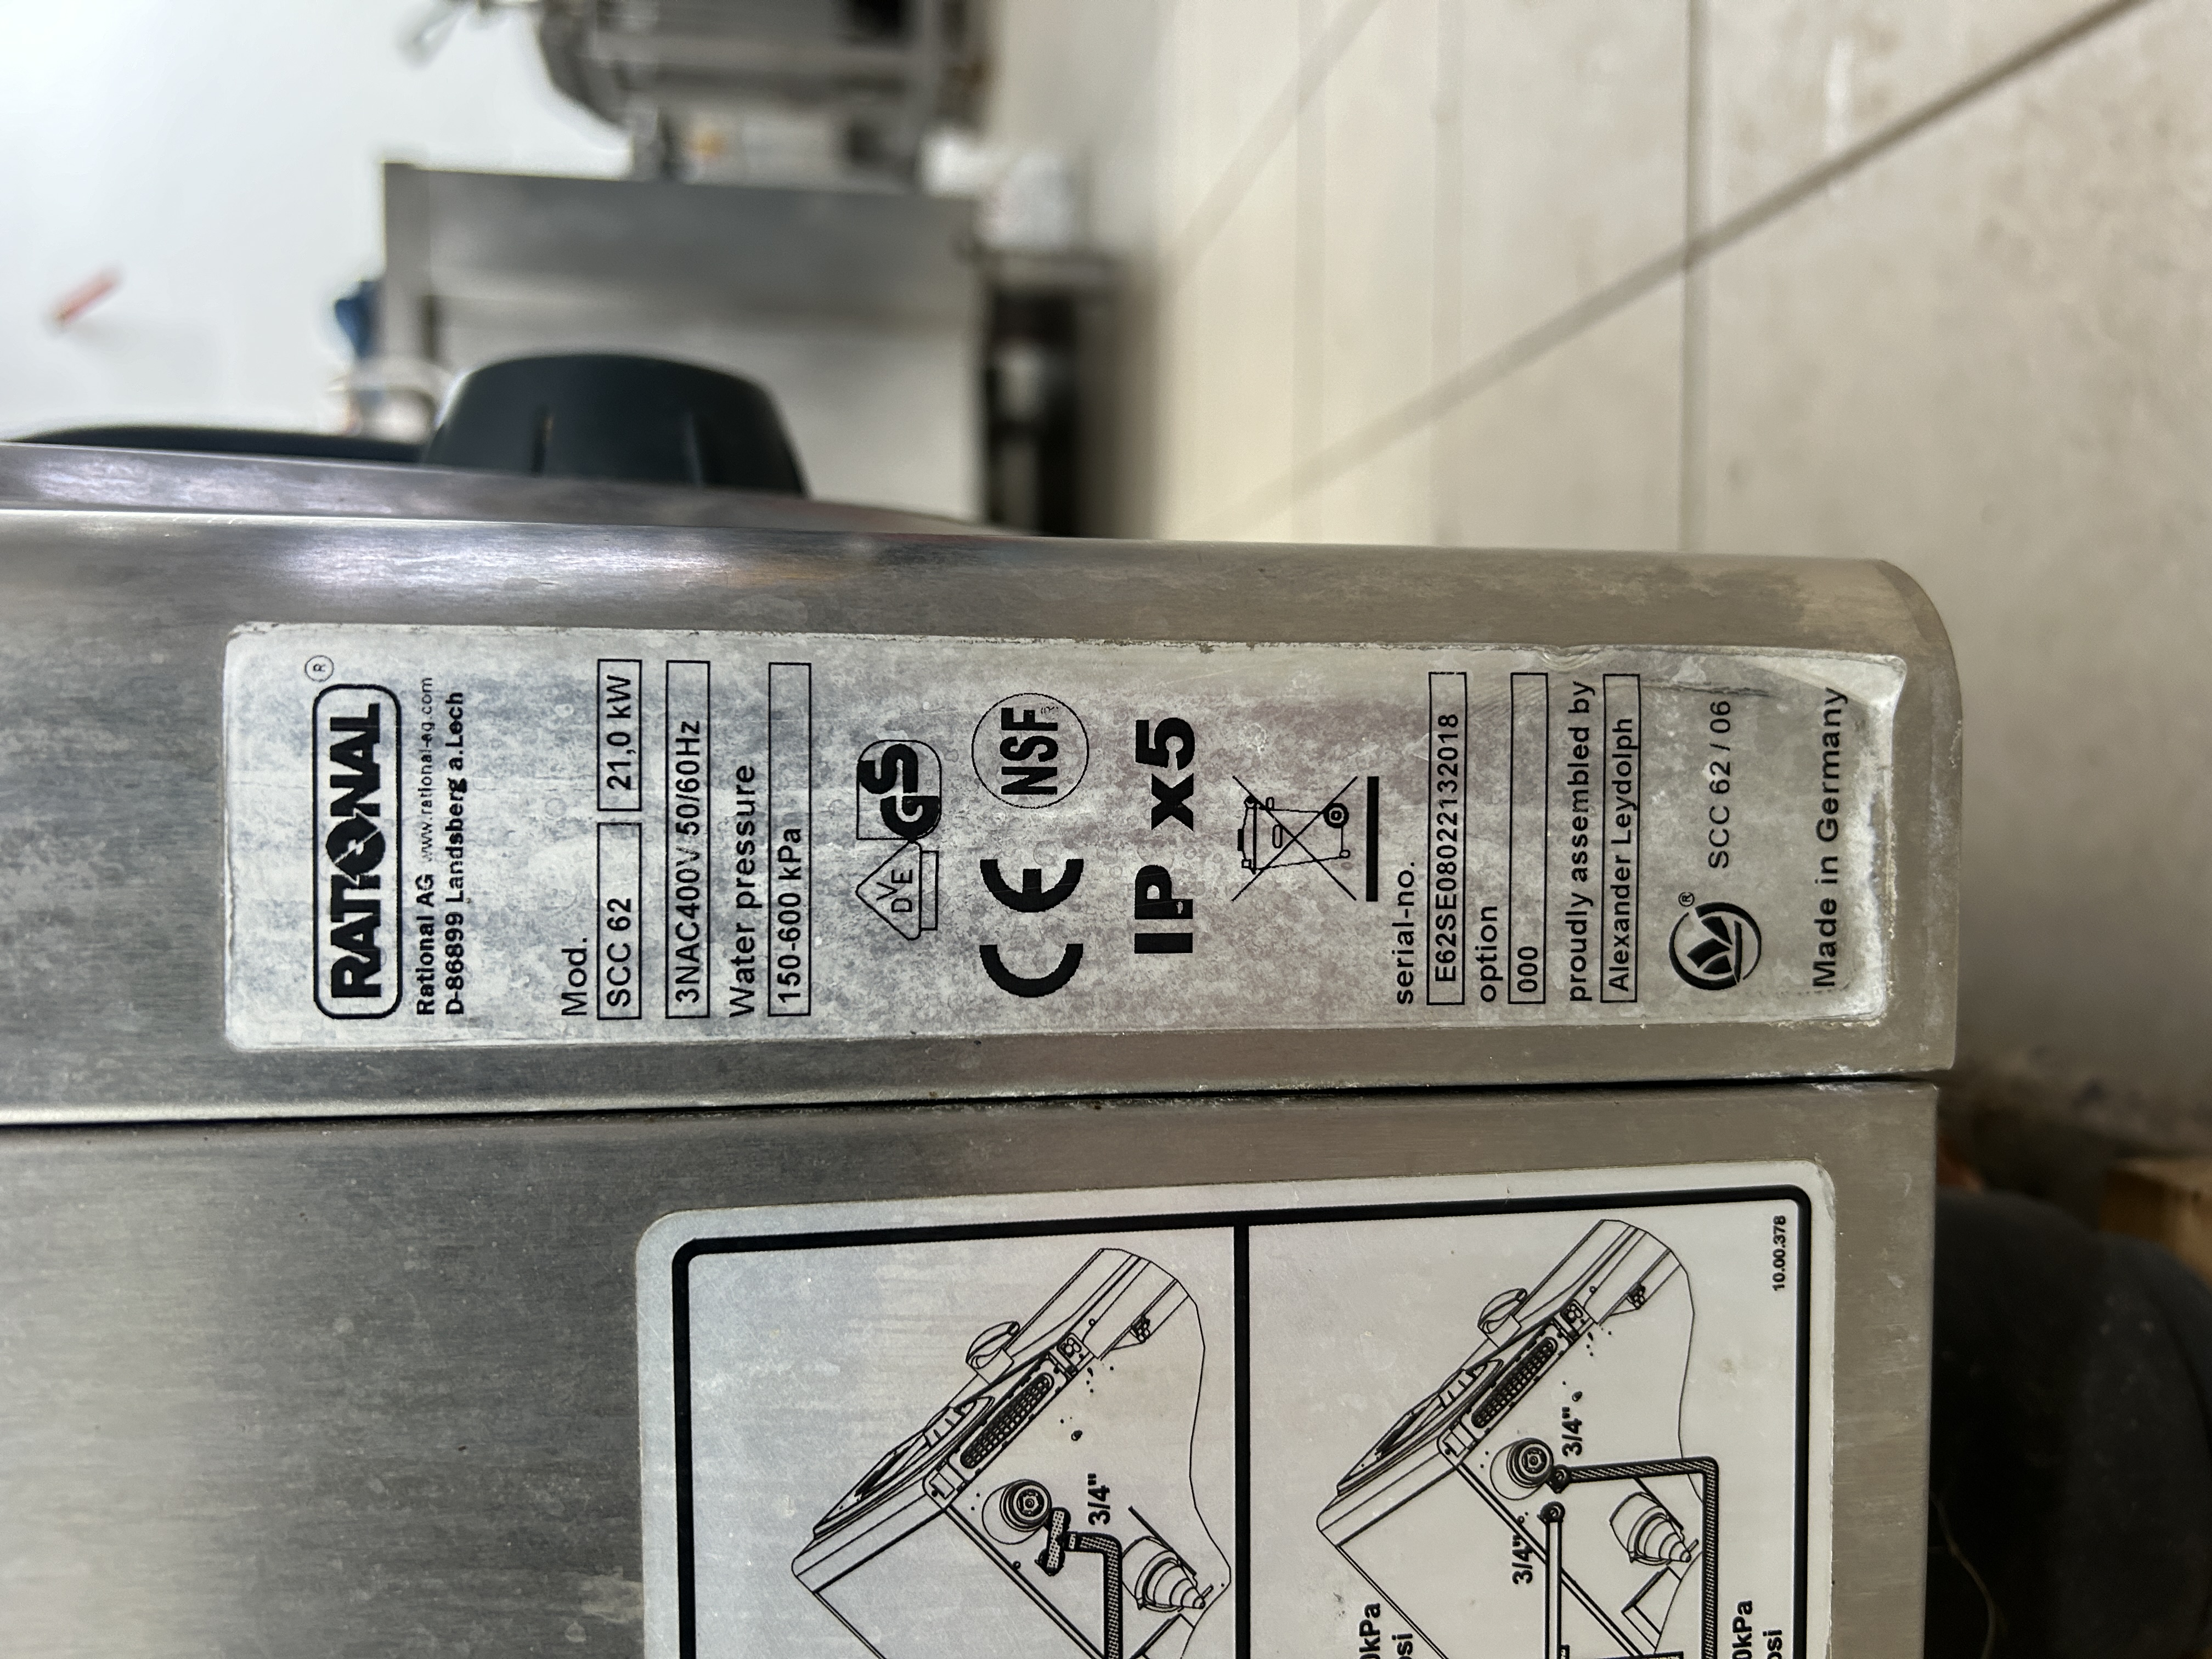 RATIONAL®
Rational AG www.rational-ag.com
D-86899 Landsberg a.Lech
Mod.
SCC 62 21,0 kW
3NAC400V 50/60Hz
Water pressure
150-600 kPa
DVE GS
CE NSF®
IP x5
serial-no.
E62SE08022132018
option
000
proudly assembled by
Alexander Leydolph
® SCC 62 / 06
Made in Germany
3/4"
3/4" 3/4"
10.00.378